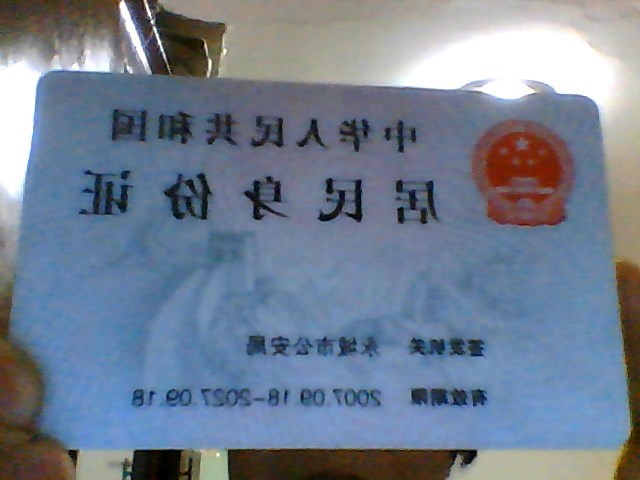 中华人民共和国
居民身份证
签发机关 永城市公安局
有效期限 2007.09.18-2027.09.18